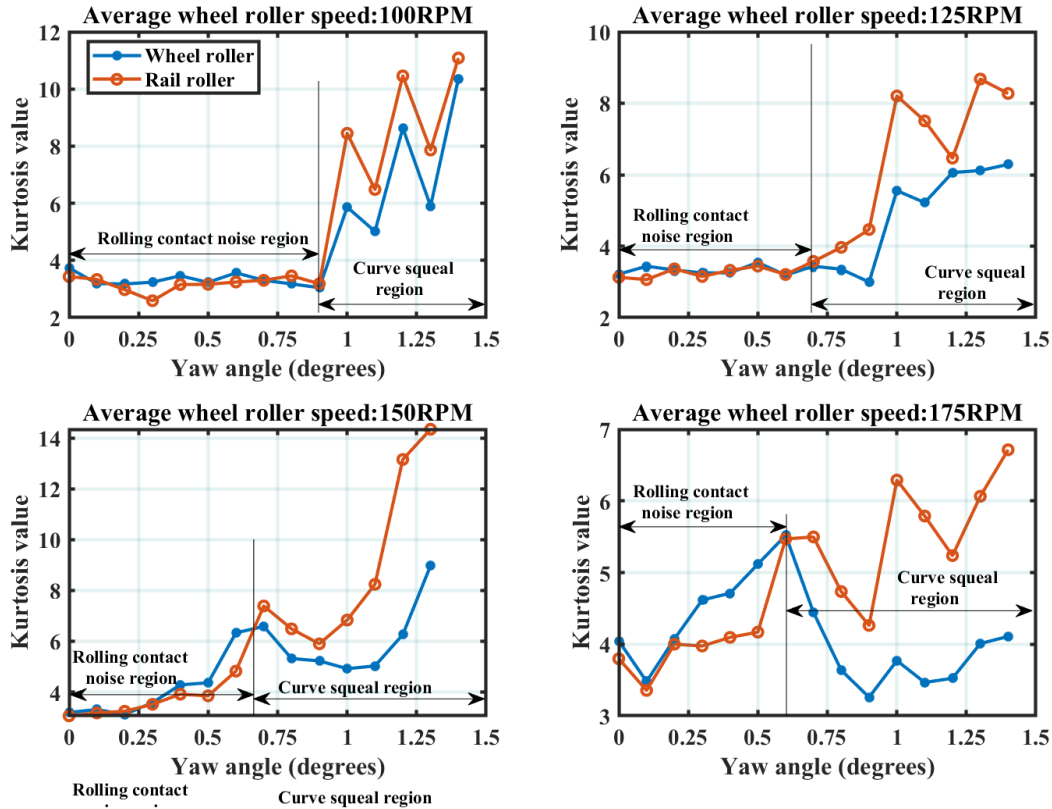 Average wheel roller speed:100RPM
12
10
8
6
4
2
Kurtosis value
Wheel roller
Rail roller
Rolling contact noise region
Curve squeal
region
0 0.25 0.5 0.75 1 1.25 1.5
Yaw angle (degrees)
Average wheel roller speed:125RPM
10
8
6
4
2
Kurtosis value
Rolling contact
noise region
Curve squeal
region
0 0.25 0.5 0.75 1 1.25 1.5
Yaw angle (degrees)
Average wheel roller speed:150RPM
14
12
10
8
6
4
Kurtosis value
Rolling contact
noise region
Curve squeal region
0 0.25 0.5 0.75 1 1.25 1.5
Yaw angle (degrees)
Average wheel roller speed:175RPM
7
6
5
4
3
Kurtosis value
Rolling contact
noise region
Curve squeal
region
0 0.25 0.5 0.75 1 1.25 1.5
Yaw angle (degrees)
Rolling contact
Curve squeal region